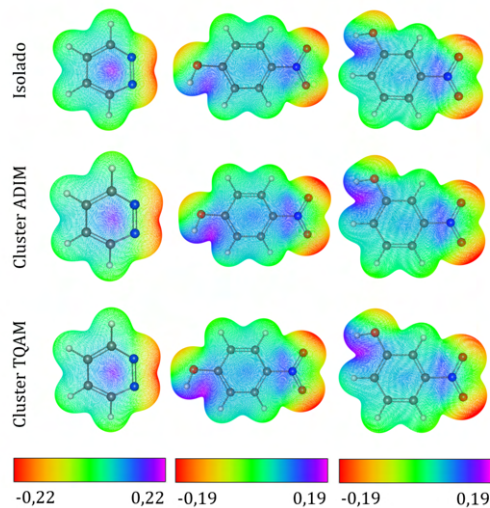 Isolado
Cluster ADIM
Cluster TQAM
-0,22 0,22
-0,19 0,19
-0,19 0,19